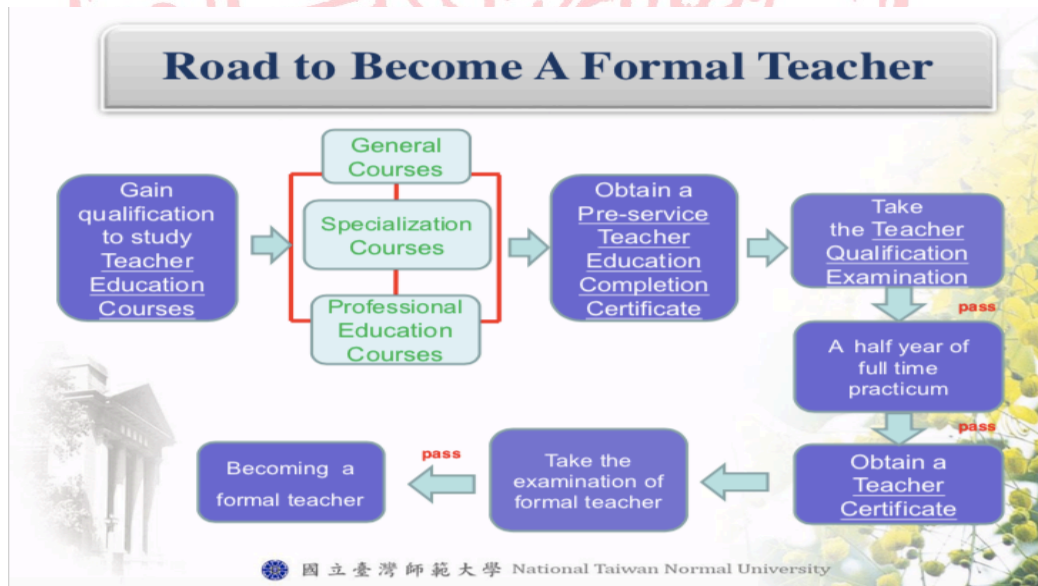 Road to Become A Formal Teacher
Gain
qualification
to study
Teacher
Education
Courses
General
Courses
Specialization
Courses
Professional
Education
Courses
Obtain a
Pre-service
Teacher
Education
Completion
Certificate
Take
the Teacher
Qualification
Examination
pass
A half year of
full time
practicum
pass
Obtain a
Teacher
Certificate
Take the
examination of
formal teacher
pass
Becoming a
formal teacher
國立臺灣師範大學 National Taiwan Normal University